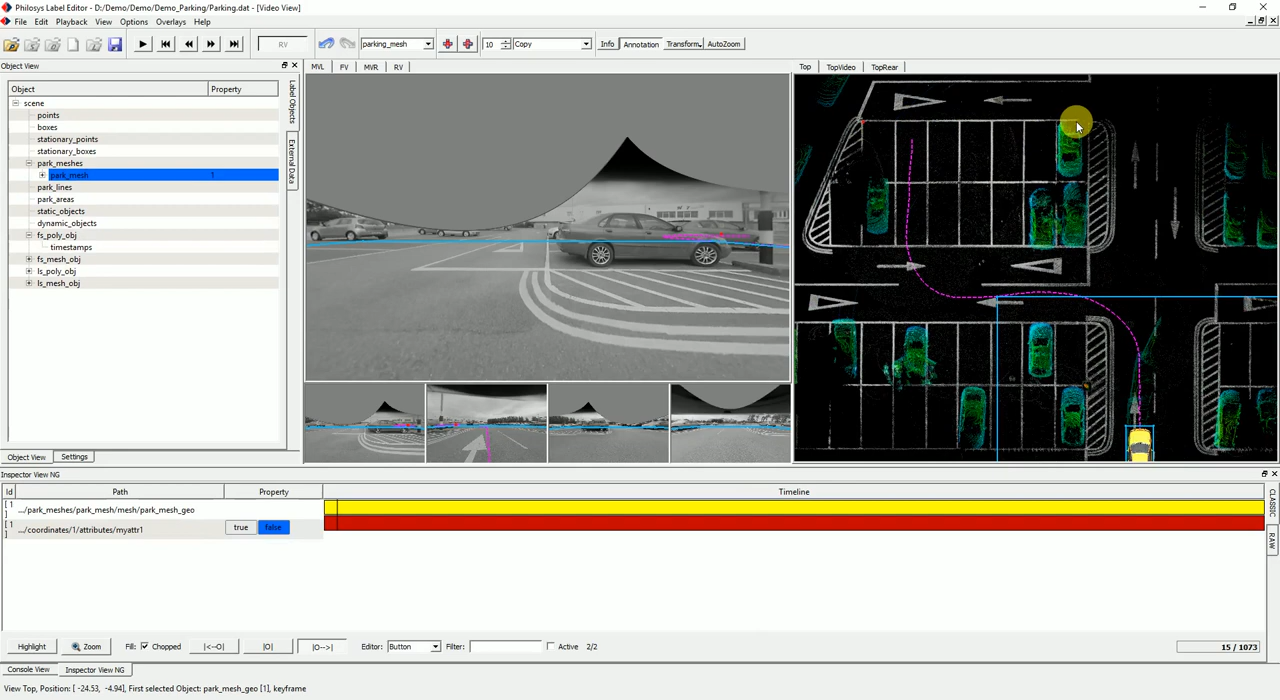 Philosys Label Editor - D:/Demo/Demo/Demo_Parking/Parking.dat - [Video View]
File Edit Playback View Options Overlays Help
RV parking_mesh 10 Copy Info Annotation Transform. AutoZoom
Object View
MVL FV MVR RV
Top TopVideo TopRear
Object Property
scene
points
boxes
stationary_points
stationary_boxes
park_meshes
park_mesh 1
park_lines
park_areas
static_objects
dynamic_objects
fs_poly_obj
timestamps
fs_mesh_obj
ls_poly_obj
ls_mesh_obj
Label Objects
External Data
Object View Settings
Inspector View NG
Id Path Property Timeline
[ 1
] .../park_meshes/park_mesh/mesh/park_mesh_geo
[ 1
] .../coordinates/1/attributes/myattr1 true false
CLASSIC
RAW
Highlight Zoom Fill: Chopped |<--O| |O| |O-->| Editor: Button Filter: Active 2/2 15 / 1073
Console View Inspector View NG
View Top, Position: [ -24.53, -4.94], First selected Object: park_mesh_geo [1], keyframe